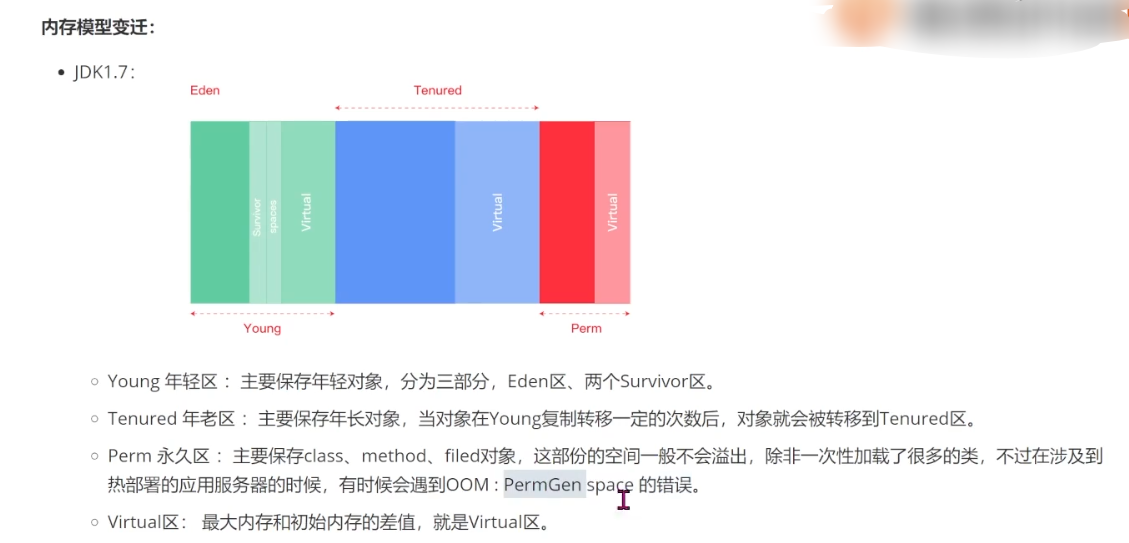 内存模型变迁：
JDK1.7：
Eden
Tenured
Survivor
spaces
Virtual
Virtual
Virtual
Young
Perm
Young 年轻区 ：主要保存年轻对象，分为三部分，Eden区、两个Survivor区。
Tenured 年老区 ：主要保存年长对象，当对象在Young复制转移一定的次数后，对象就会被转移到Tenured区。
Perm 永久区 ：主要保存class、method、filed对象，这部份的空间一般不会溢出，除非一次性加载了很多的类，不过在涉及到
热部署的应用服务器的时候，有时候会遇到OOM : PermGen space 的错误。
Virtual区： 最大内存和初始内存的差值，就是Virtual区。